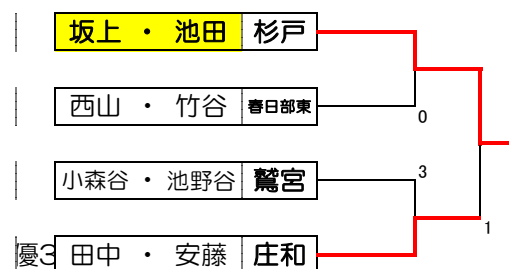 坂上 ・ 池田 杉戸
西山 ・ 竹谷 春日部東
0
小森谷 ・ 池野谷 鷲宮
3
1
優3 田中 ・ 安藤 庄和